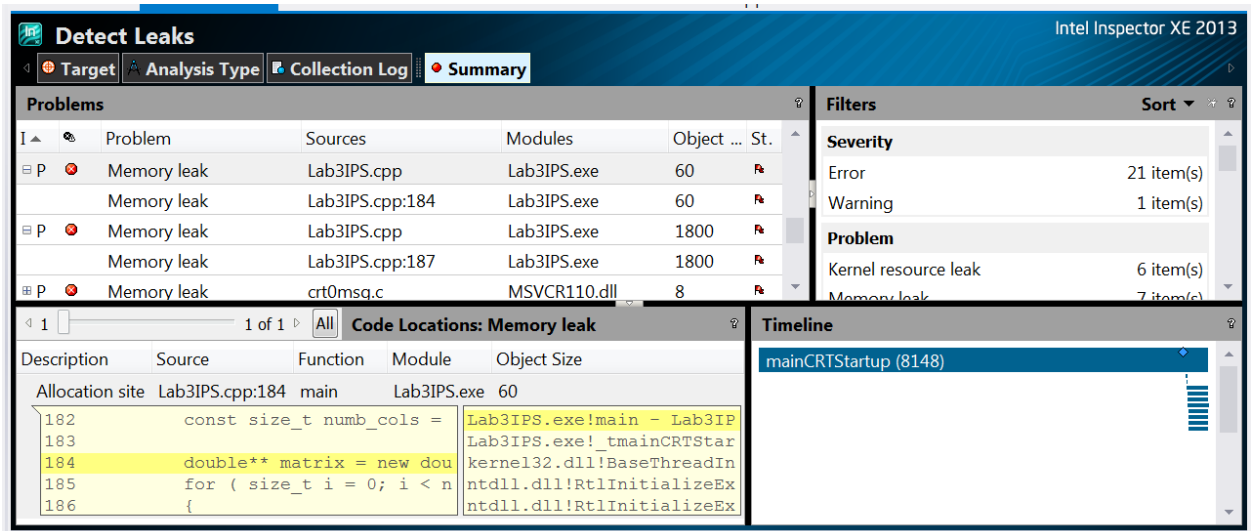 Detect Leaks
Intel Inspector XE 2013
Target Analysis Type Collection Log Summary
Problems
I Problem Sources Modules Object ... St.
P Memory leak Lab3IPS.cpp Lab3IPS.exe 60
Memory leak Lab3IPS.cpp:184 Lab3IPS.exe 60
P Memory leak Lab3IPS.cpp Lab3IPS.exe 1800
Memory leak Lab3IPS.cpp:187 Lab3IPS.exe 1800
P Memory leak crt0msg.c MSVCR110.dll 8
Filters Sort
Severity
Error 21 item(s)
Warning 1 item(s)
Problem
Kernel resource leak 6 item(s)
Memory leak 7 item(s)
1 1 of 1 All Code Locations: Memory leak
Description Source Function Module Object Size
Allocation site Lab3IPS.cpp:184 main Lab3IPS.exe 60
182 const size_t numb_cols =
183
184 double** matrix = new dou
185 for ( size_t i = 0; i < n
186 {
Lab3IPS.exe!main - Lab3IP
Lab3IPS.exe!_tmainCRTStar
kernel32.dll!BaseThreadIn
ntdll.dll!RtlInitializeEx
ntdll.dll!RtlInitializeEx
Timeline
mainCRTStartup (8148)